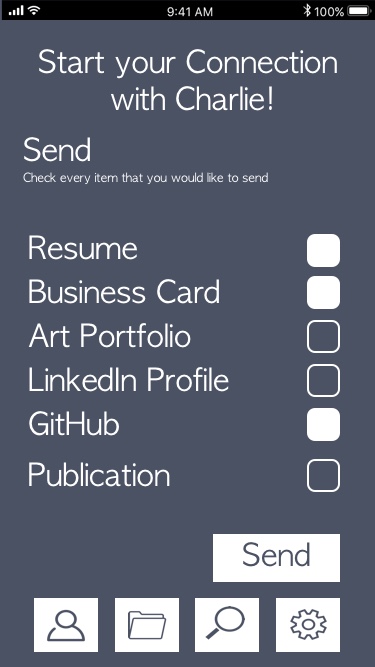 9:41 AM
100%
Start your Connection
with Charlie!
Send
Check every item that you would like to send
Resume
Business Card
Art Portfolio
LinkedIn Profile
GitHub
Publication
Send